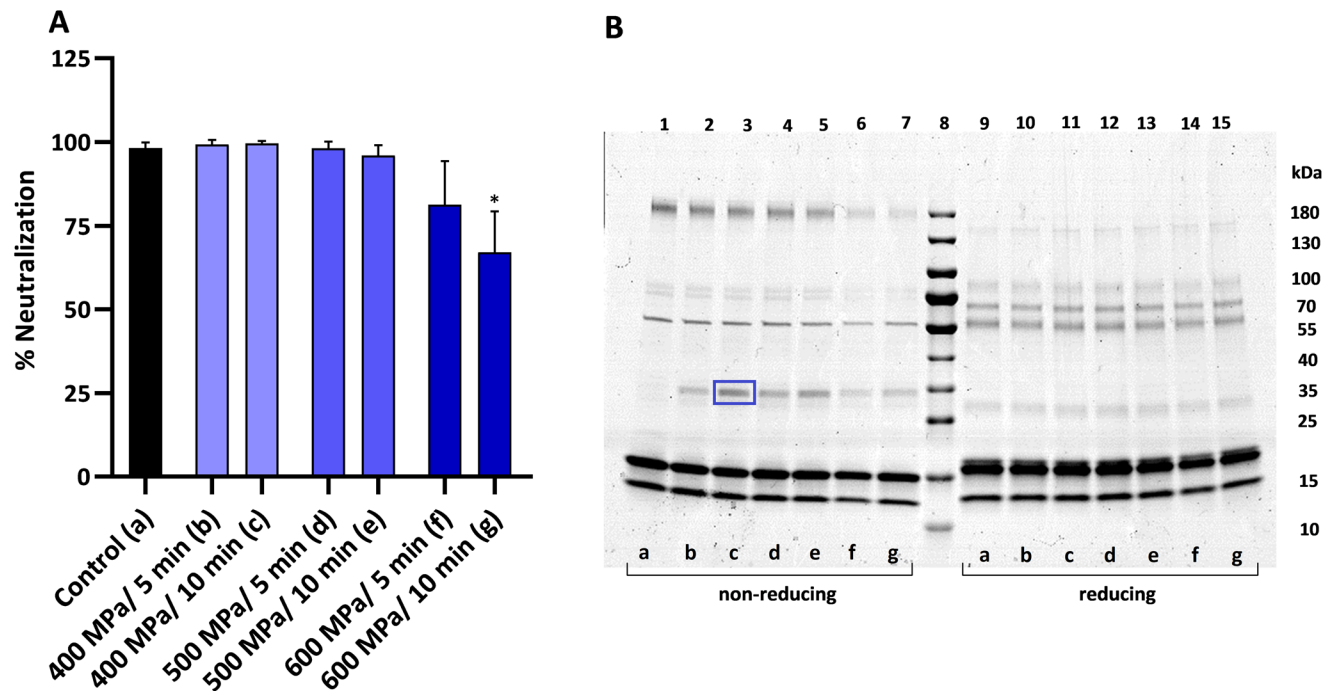 A
125
100
75
50
25
0
% Neutralization
*
Control (a)
400 MPa/ 5 min (b)
400 MPa/ 10 min (c)
500 MPa/ 5 min (d)
500 MPa/ 10 min (e)
600 MPa/ 5 min (f)
600 MPa/ 10 min (g)
B
1 2 3 4 5 6 7 8 9 10 11 12 13 14 15
kDa
180
130
100
70
55
40
35
25
15
10
a b c d e f g a b c d e f g
non-reducing reducing